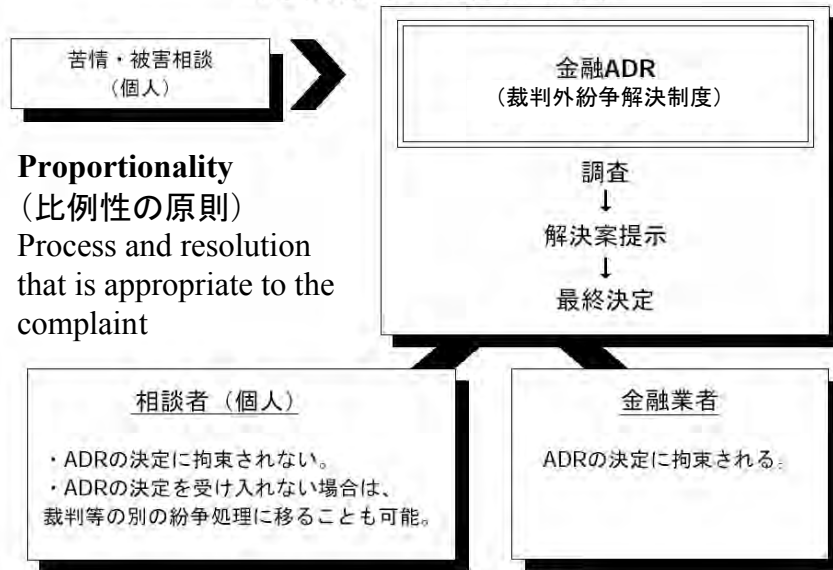 苦情・被害相談
（個人）
金融ADR
（裁判外紛争解決制度）
調査
↓
解決案提示
↓
最終決定
Proportionality
（比例性の原則）
Process and resolution
that is appropriate to the
complaint
相談者（個人）
・ADRの決定に拘束されない。
・ADRの決定を受け入れない場合は、
裁判等の別の紛争処理に移ることも可能。
金融業者
ADRの決定に拘束される。